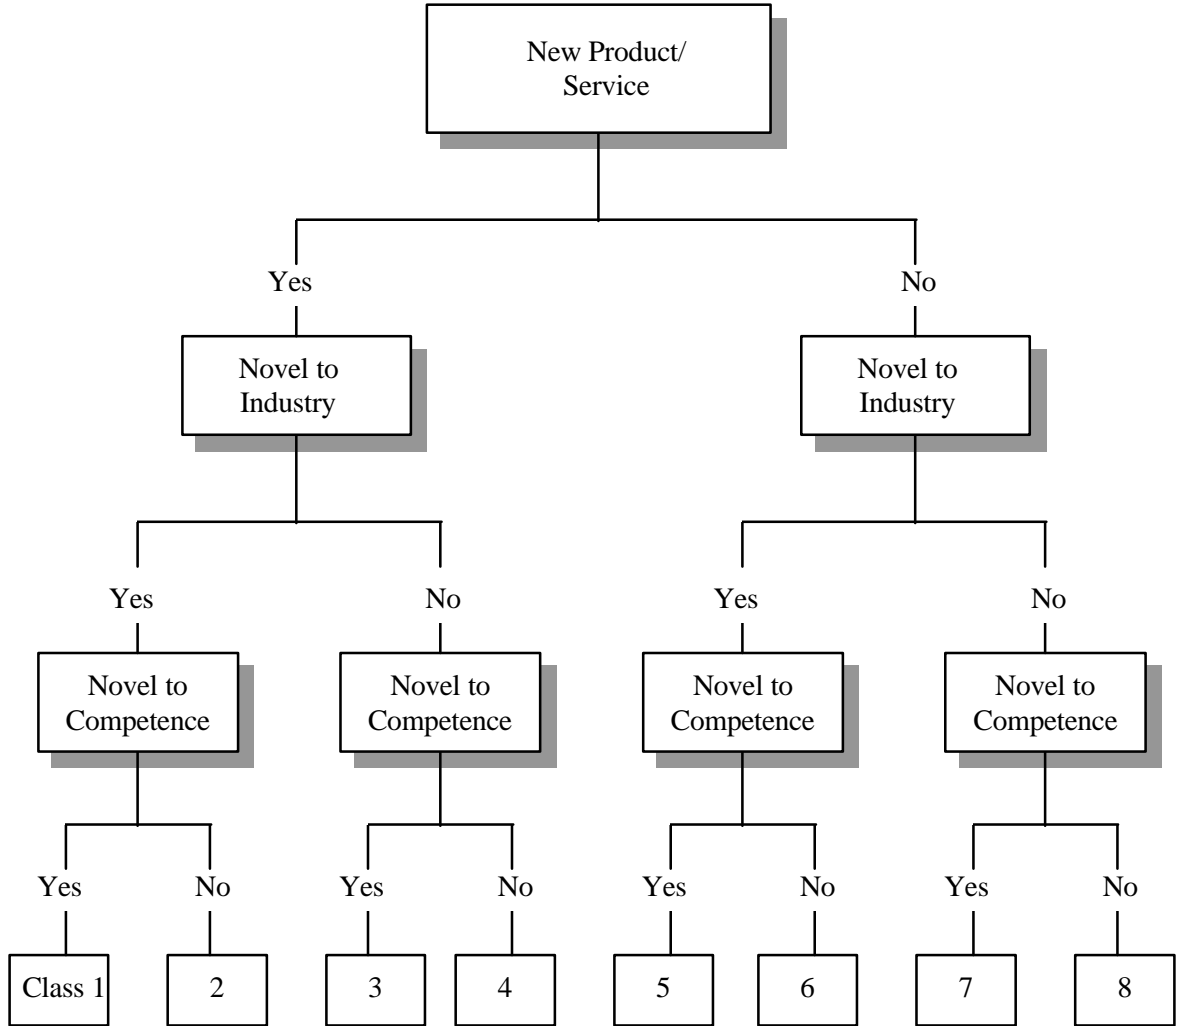 New Product/
Service
Yes
No
Novel to
Industry
Novel to
Industry
Yes
No
Yes
No
Novel to
Competence
Novel to
Competence
Novel to
Competence
Novel to
Competence
Yes
No
Yes
No
Yes
No
Yes
No
Class 1
2
3
4
5
6
7
8